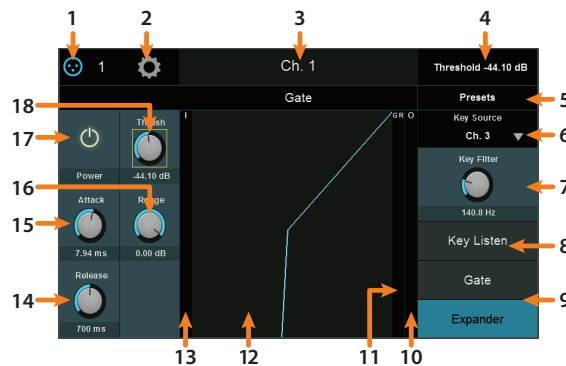 1 2 3 4
1 Ch. 1 Threshold -44.10 dB
Gate Presets 5
18 Thresh I GR O Key Source
17 Ch. 3 6
Power -44.10 dB Key Filter
16 7
Attack Range 140.8 Hz
15 Key Listen 8
7.94 ms 0.00 dB
Release Gate
14 9
700 ms Expander
13 12 11 10